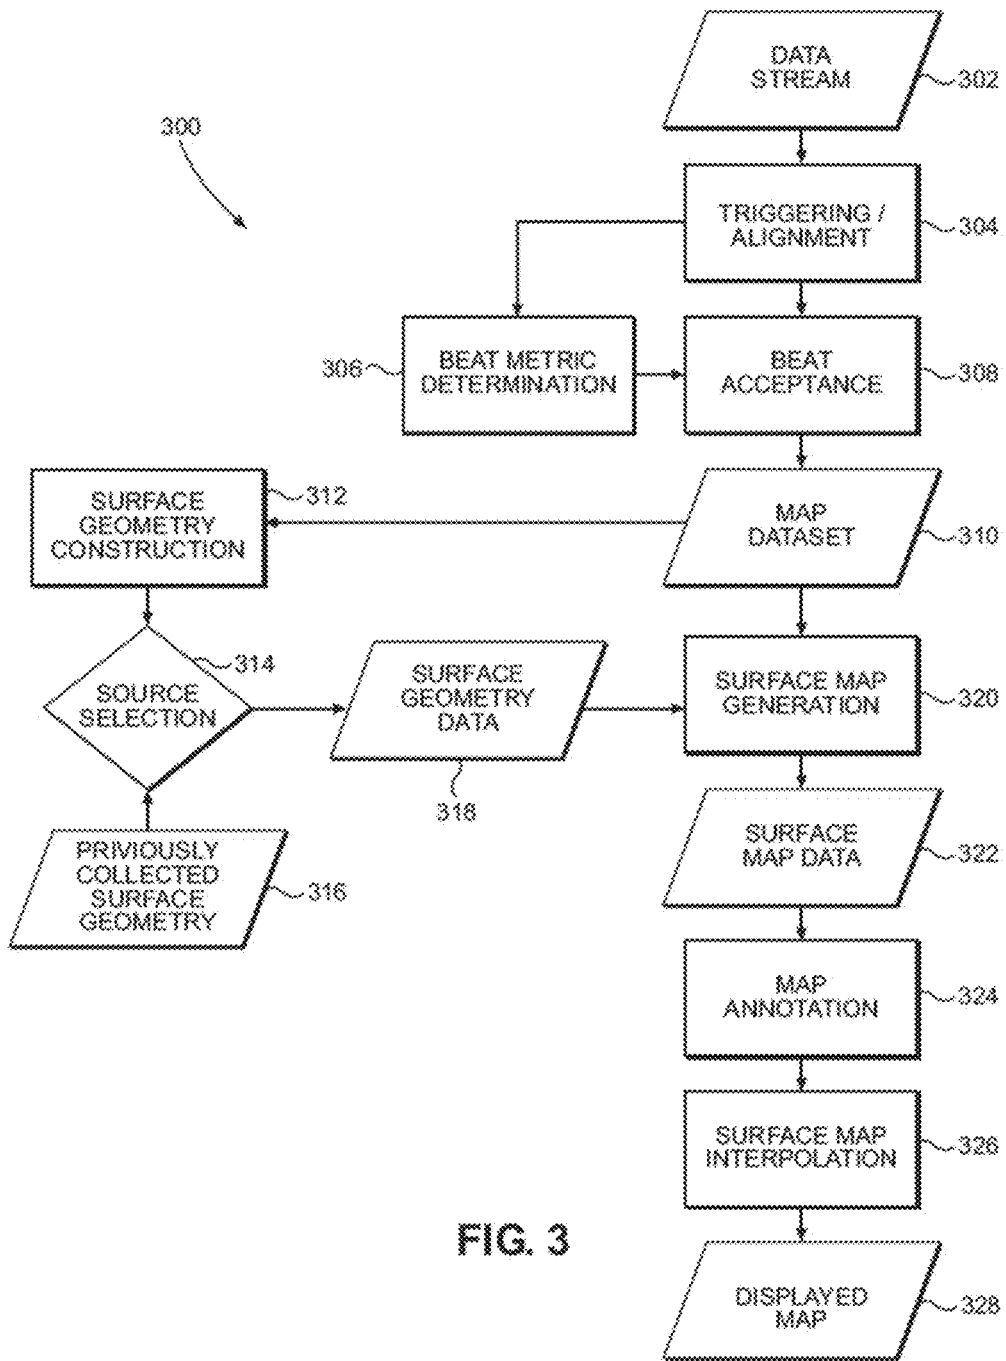 DATA
STREAM
302
300
TRIGGERING /
ALIGNMENT
304
306
BEAT METRIC
DETERMINATION
BEAT
ACCEPTANCE
308
SURFACE
GEOMETRY
CONSTRUCTION
312
MAP
DATASET
310
SOURCE
SELECTION
314
SURFACE
GEOMETRY
DATA
318
SURFACE MAP
GENERATION
320
PRIVIOUSLY
COLLECTED
SURFACE
GEOMETRY
316
SURFACE
MAP DATA
322
MAP
ANNOTATION
324
SURFACE MAP
INTERPOLATION
326
FIG. 3
DISPLAYED
MAP
328